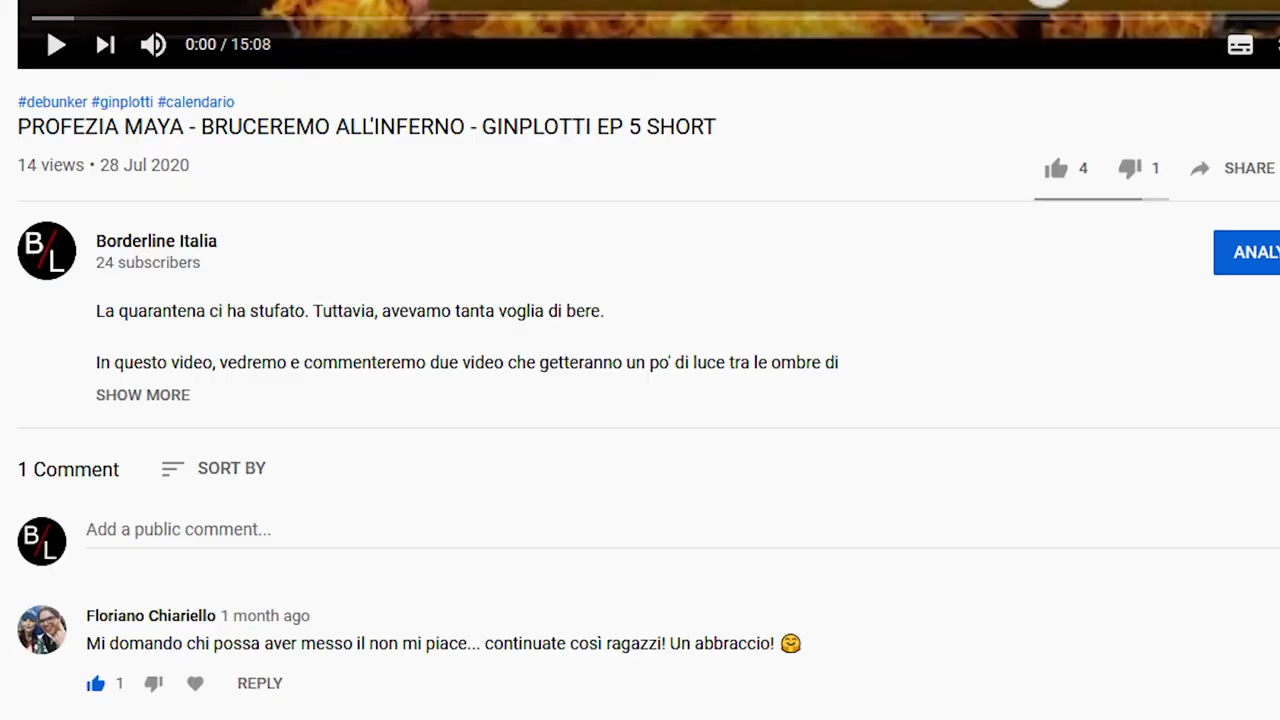 0:00 / 15:08
#debunker #ginplotti #calendario
PROFEZIA MAYA - BRUCEREMO ALL'INFERNO - GINPLOTTI EP 5 SHORT
14 views • 28 Jul 2020
4 1 SHARE
B/L
Borderline Italia
24 subscribers
ANALY
La quarantena ci ha stufato. Tuttavia, avevamo tanta voglia di bere.
In questo video, vedremo e commenteremo due video che getteranno un po' di luce tra le ombre di
SHOW MORE
1 Comment SORT BY
B/L
Add a public comment...
Floriano Chiariello 1 month ago
Mi domando chi possa aver messo il non mi piace... continuate così ragazzi! Un abbraccio! 🤗
1 REPLY